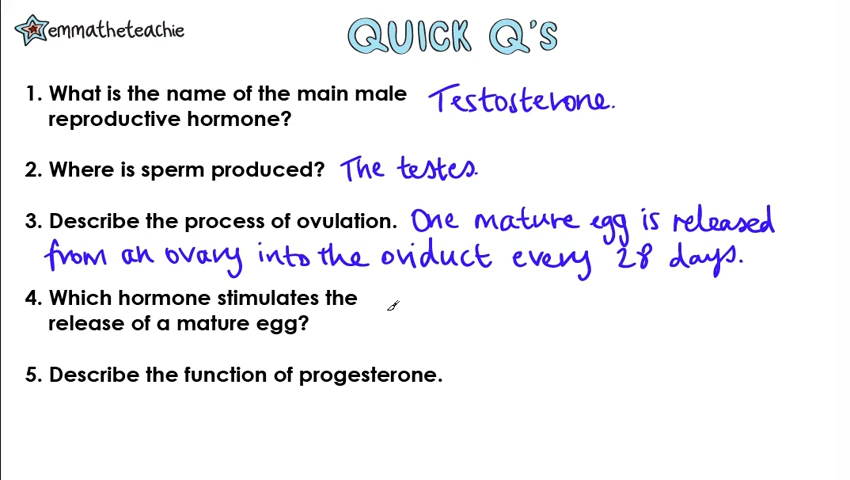 emmatheteachie
QUICK Q'S
1. What is the name of the main male Testosterone.
reproductive hormone?
2. Where is sperm produced? The testes.
3. Describe the process of ovulation. One mature egg is released
from an ovary into the oviduct every 28 days.
4. Which hormone stimulates the
release of a mature egg?
5. Describe the function of progesterone.